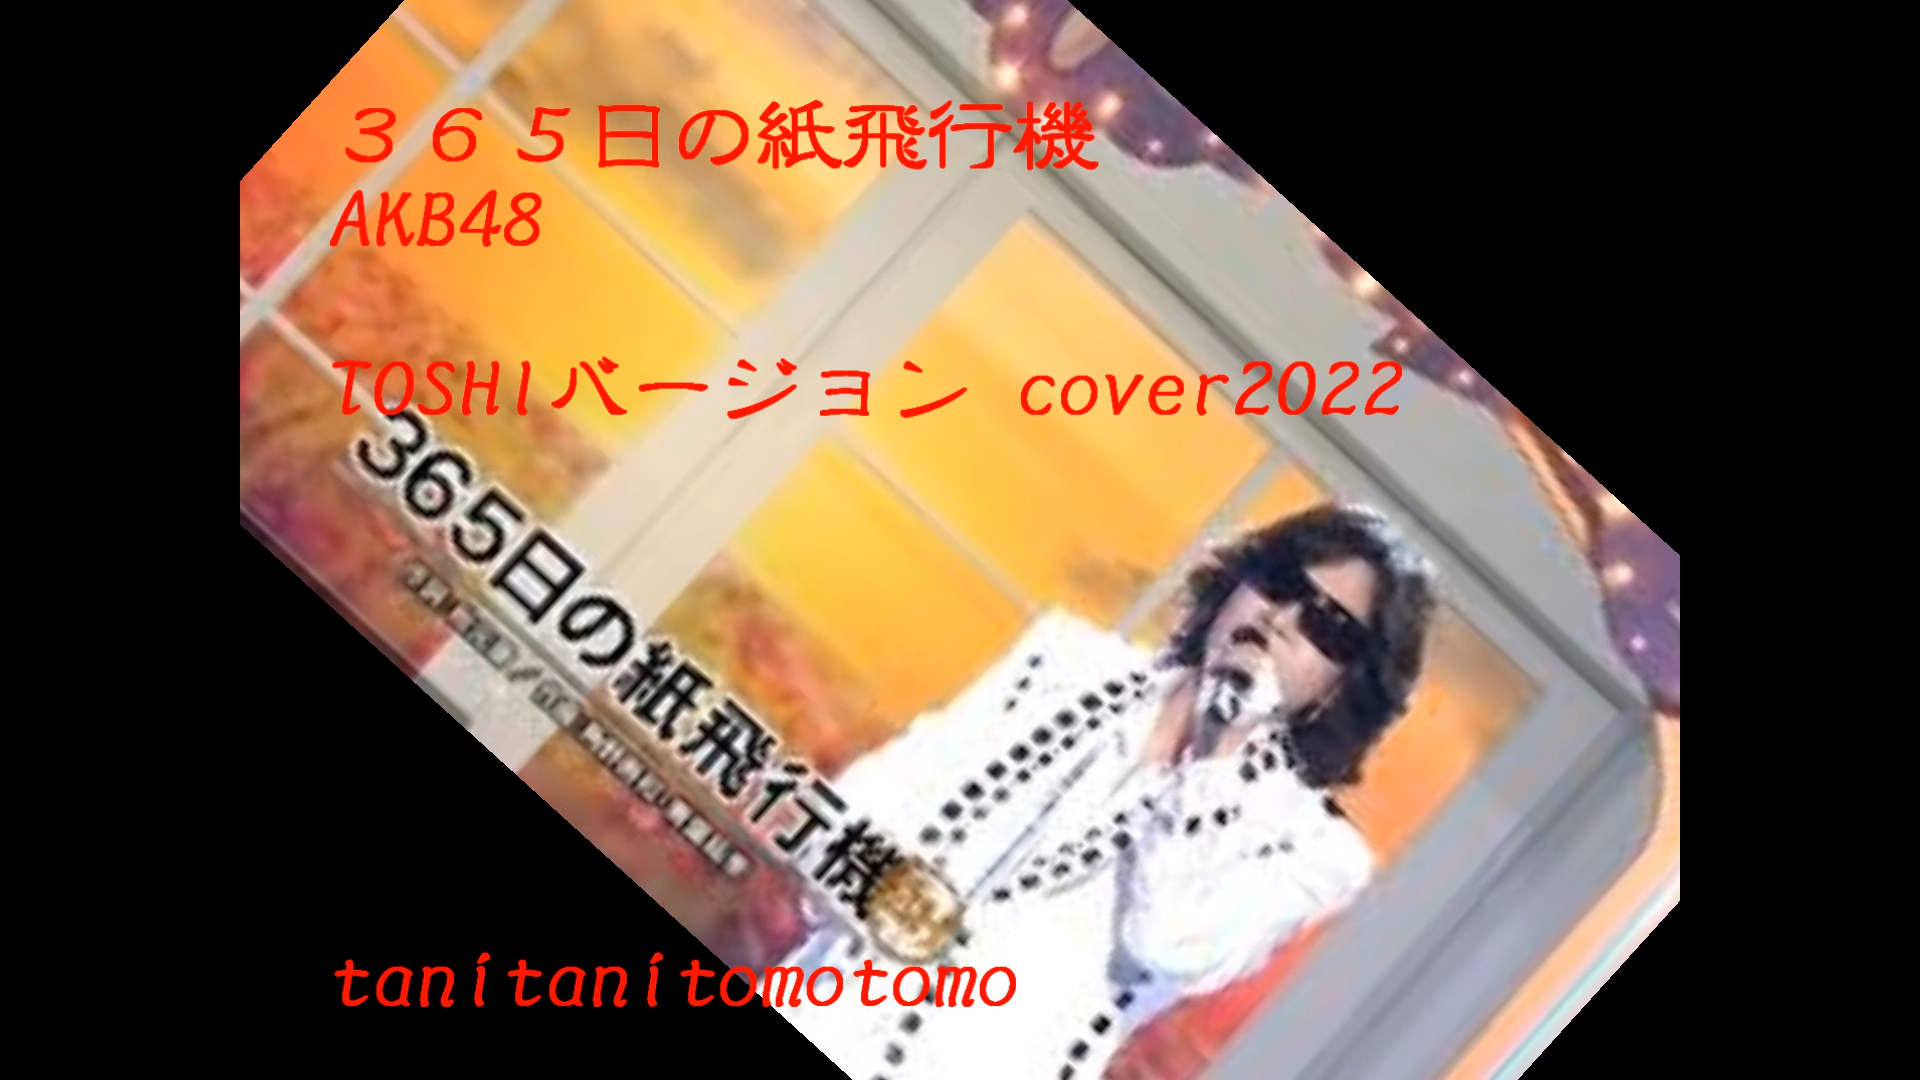 ３６５日の紙飛行機
AKB48
TOSHIバージョン cover2022
365日の紙飛行機
tanitanitomotomo